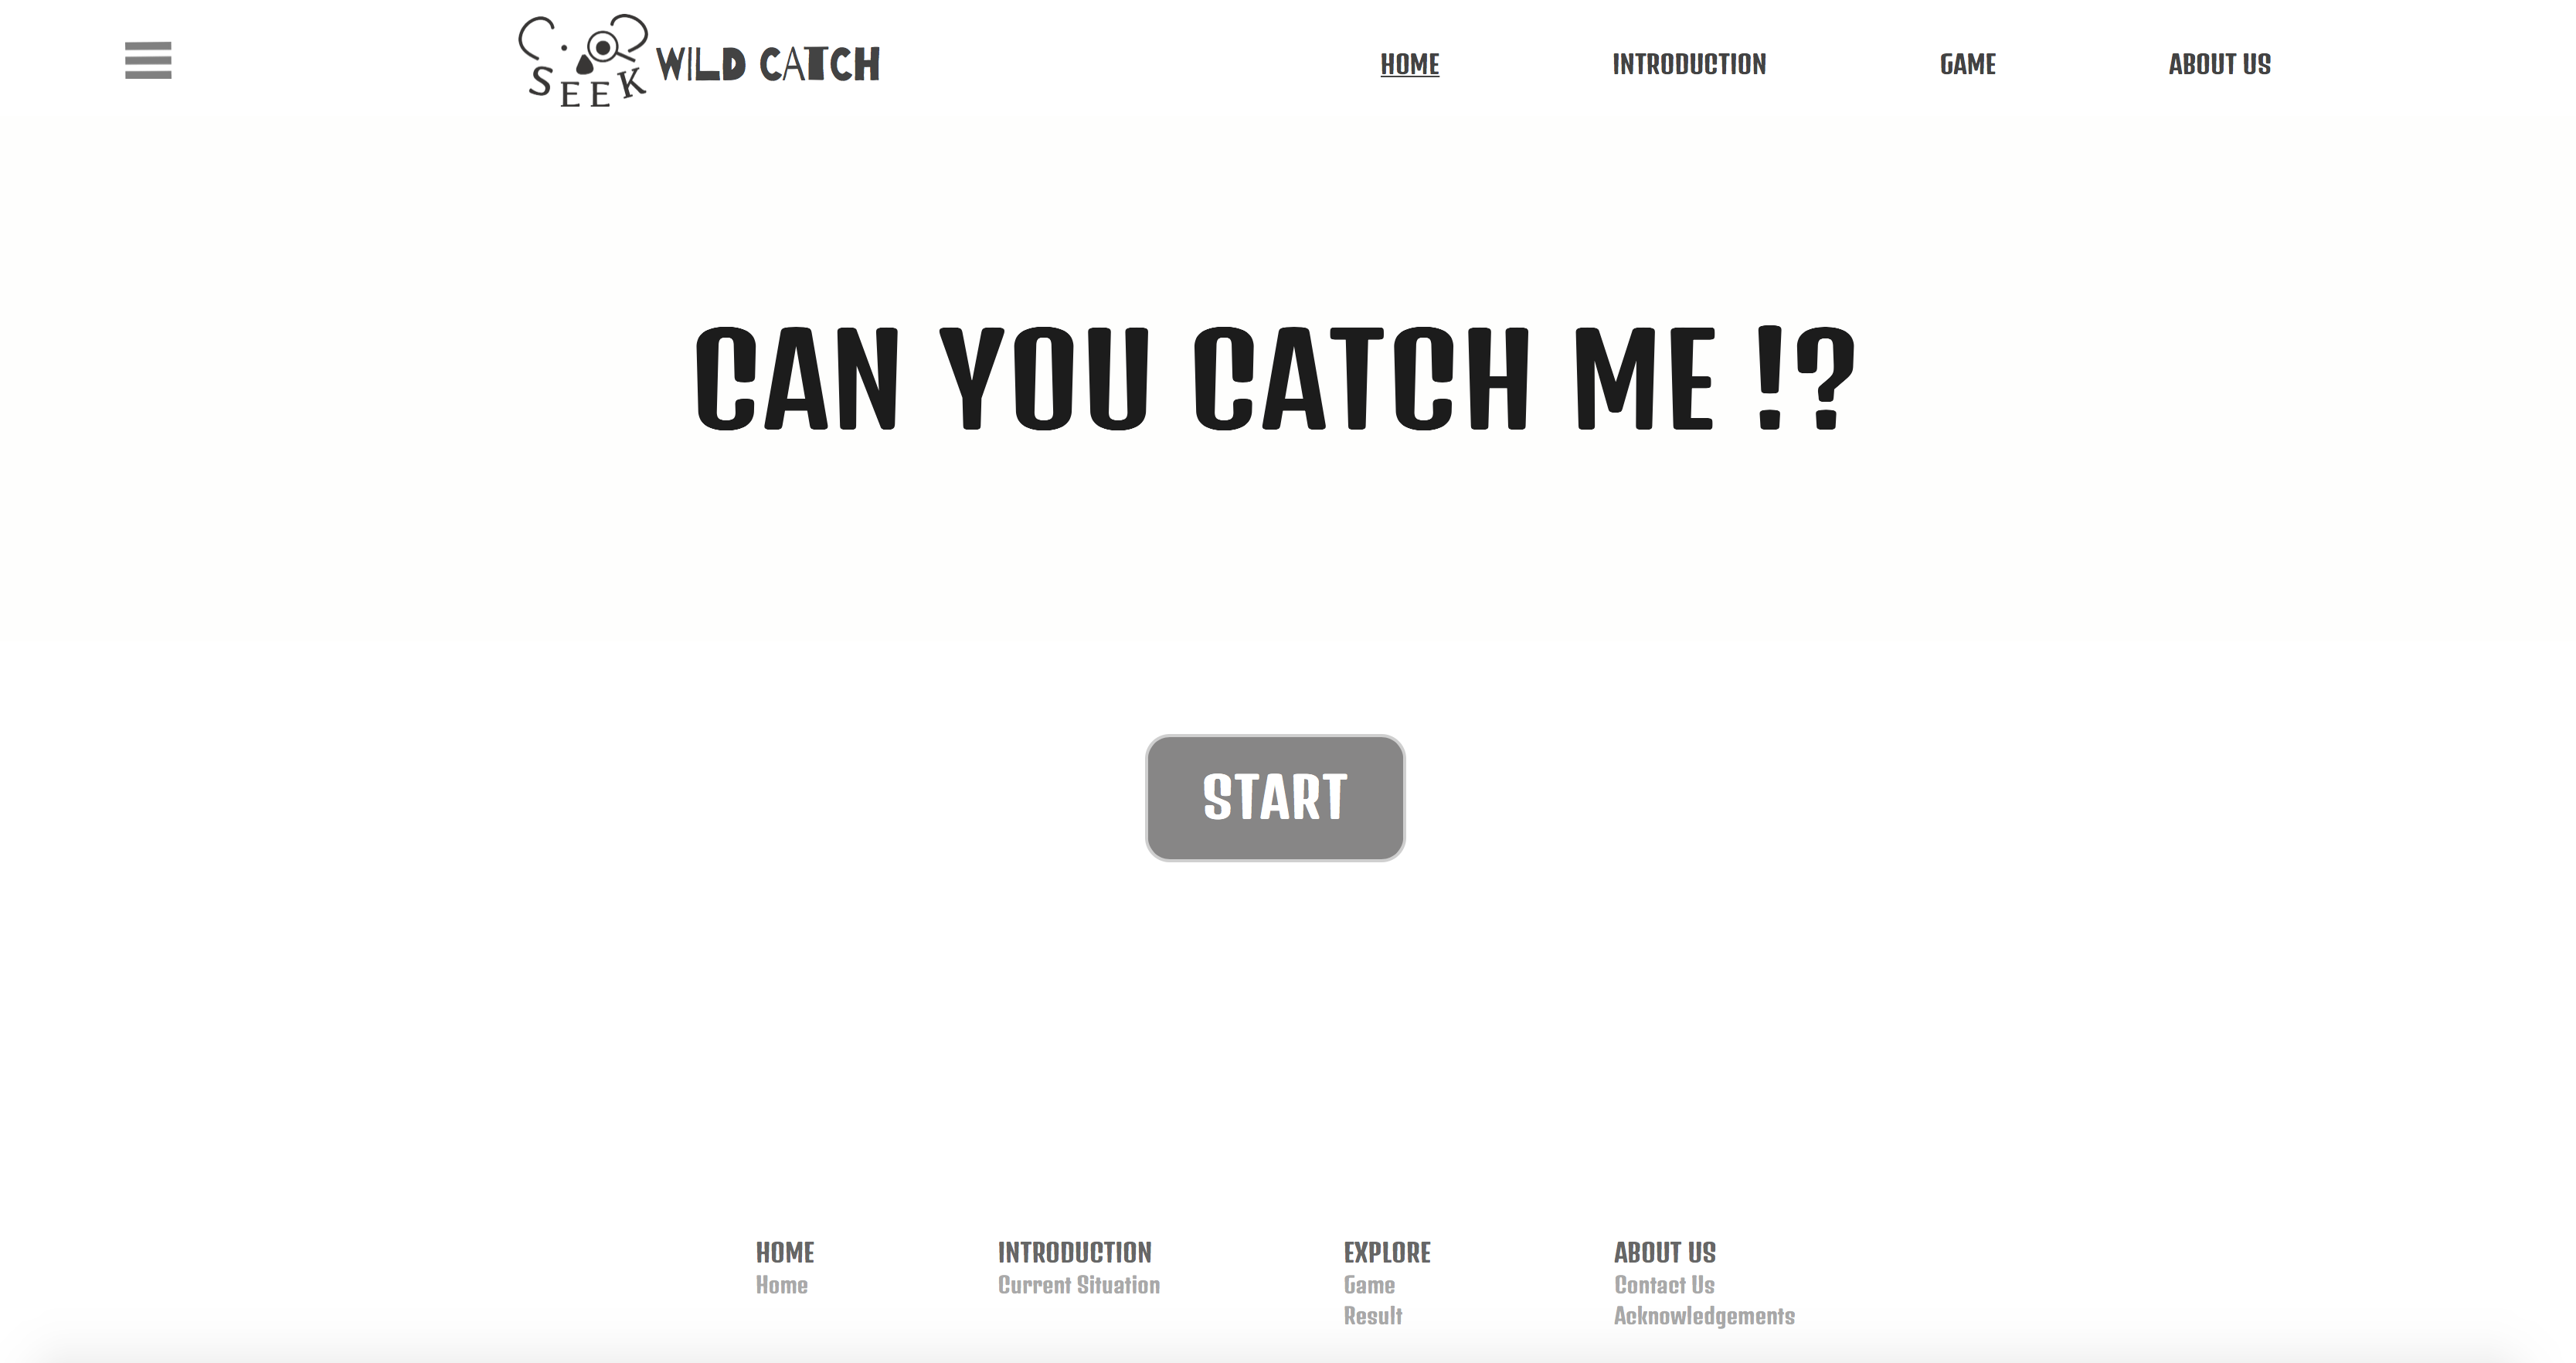 SEEK WILD CATCH
HOME INTRODUCTION GAME ABOUT US
CAN YOU CATCH ME !?
START
HOME
Home
INTRODUCTION
Current Situation
EXPLORE
Game
Result
ABOUT US
Contact Us
Acknowledgements